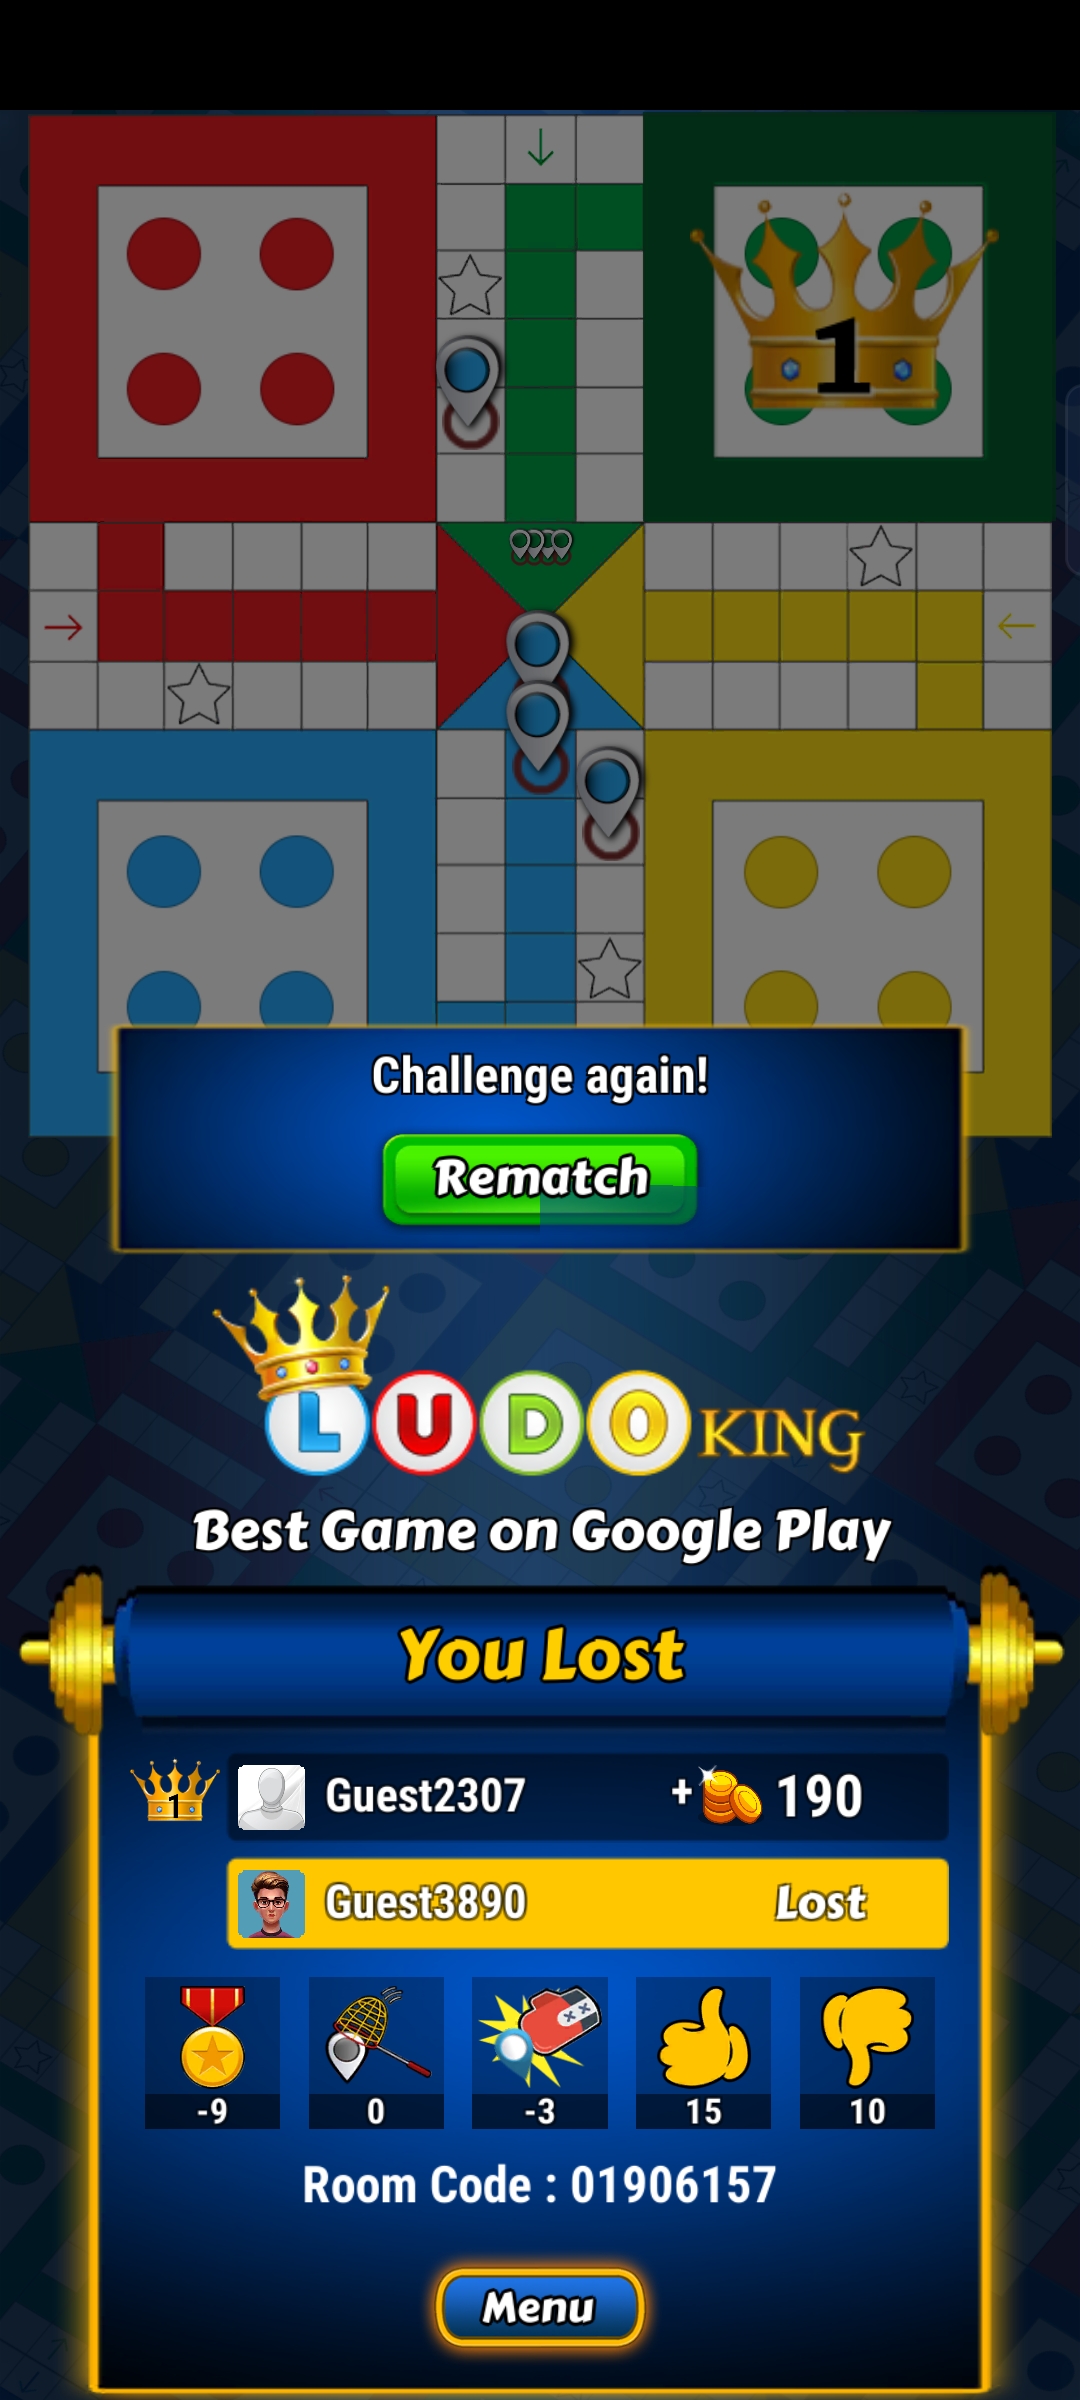 1
Challenge again!
Rematch
LUDO KING
Best Game on Google Play
You Lost
1 Guest2307 + 190
Guest3890 Lost
-9 0 -3 15 10
Room Code : 01906157
Menu